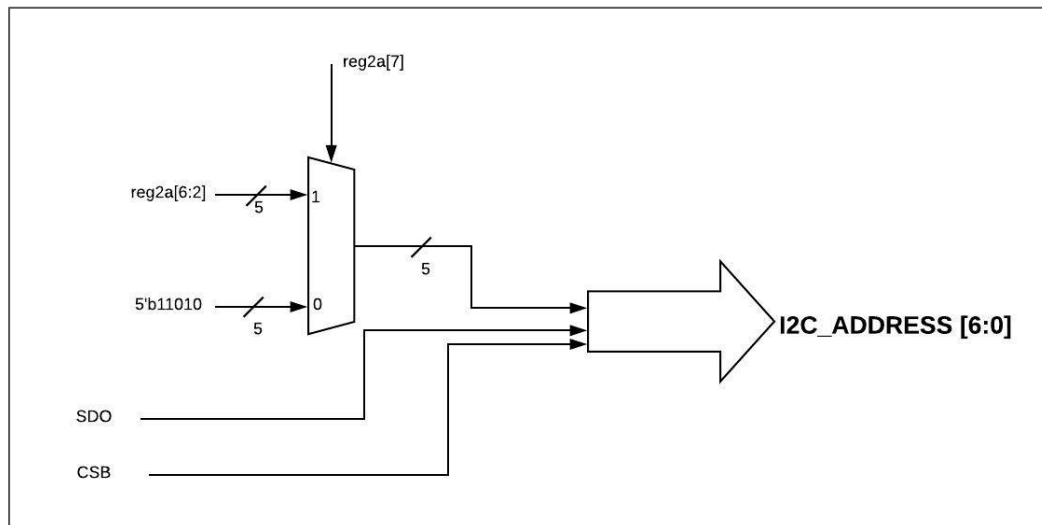 reg2a[7]
reg2a[6:2]
5
1
5
5'b11010
5
0
I2C_ADDRESS [6:0]
SDO
CSB